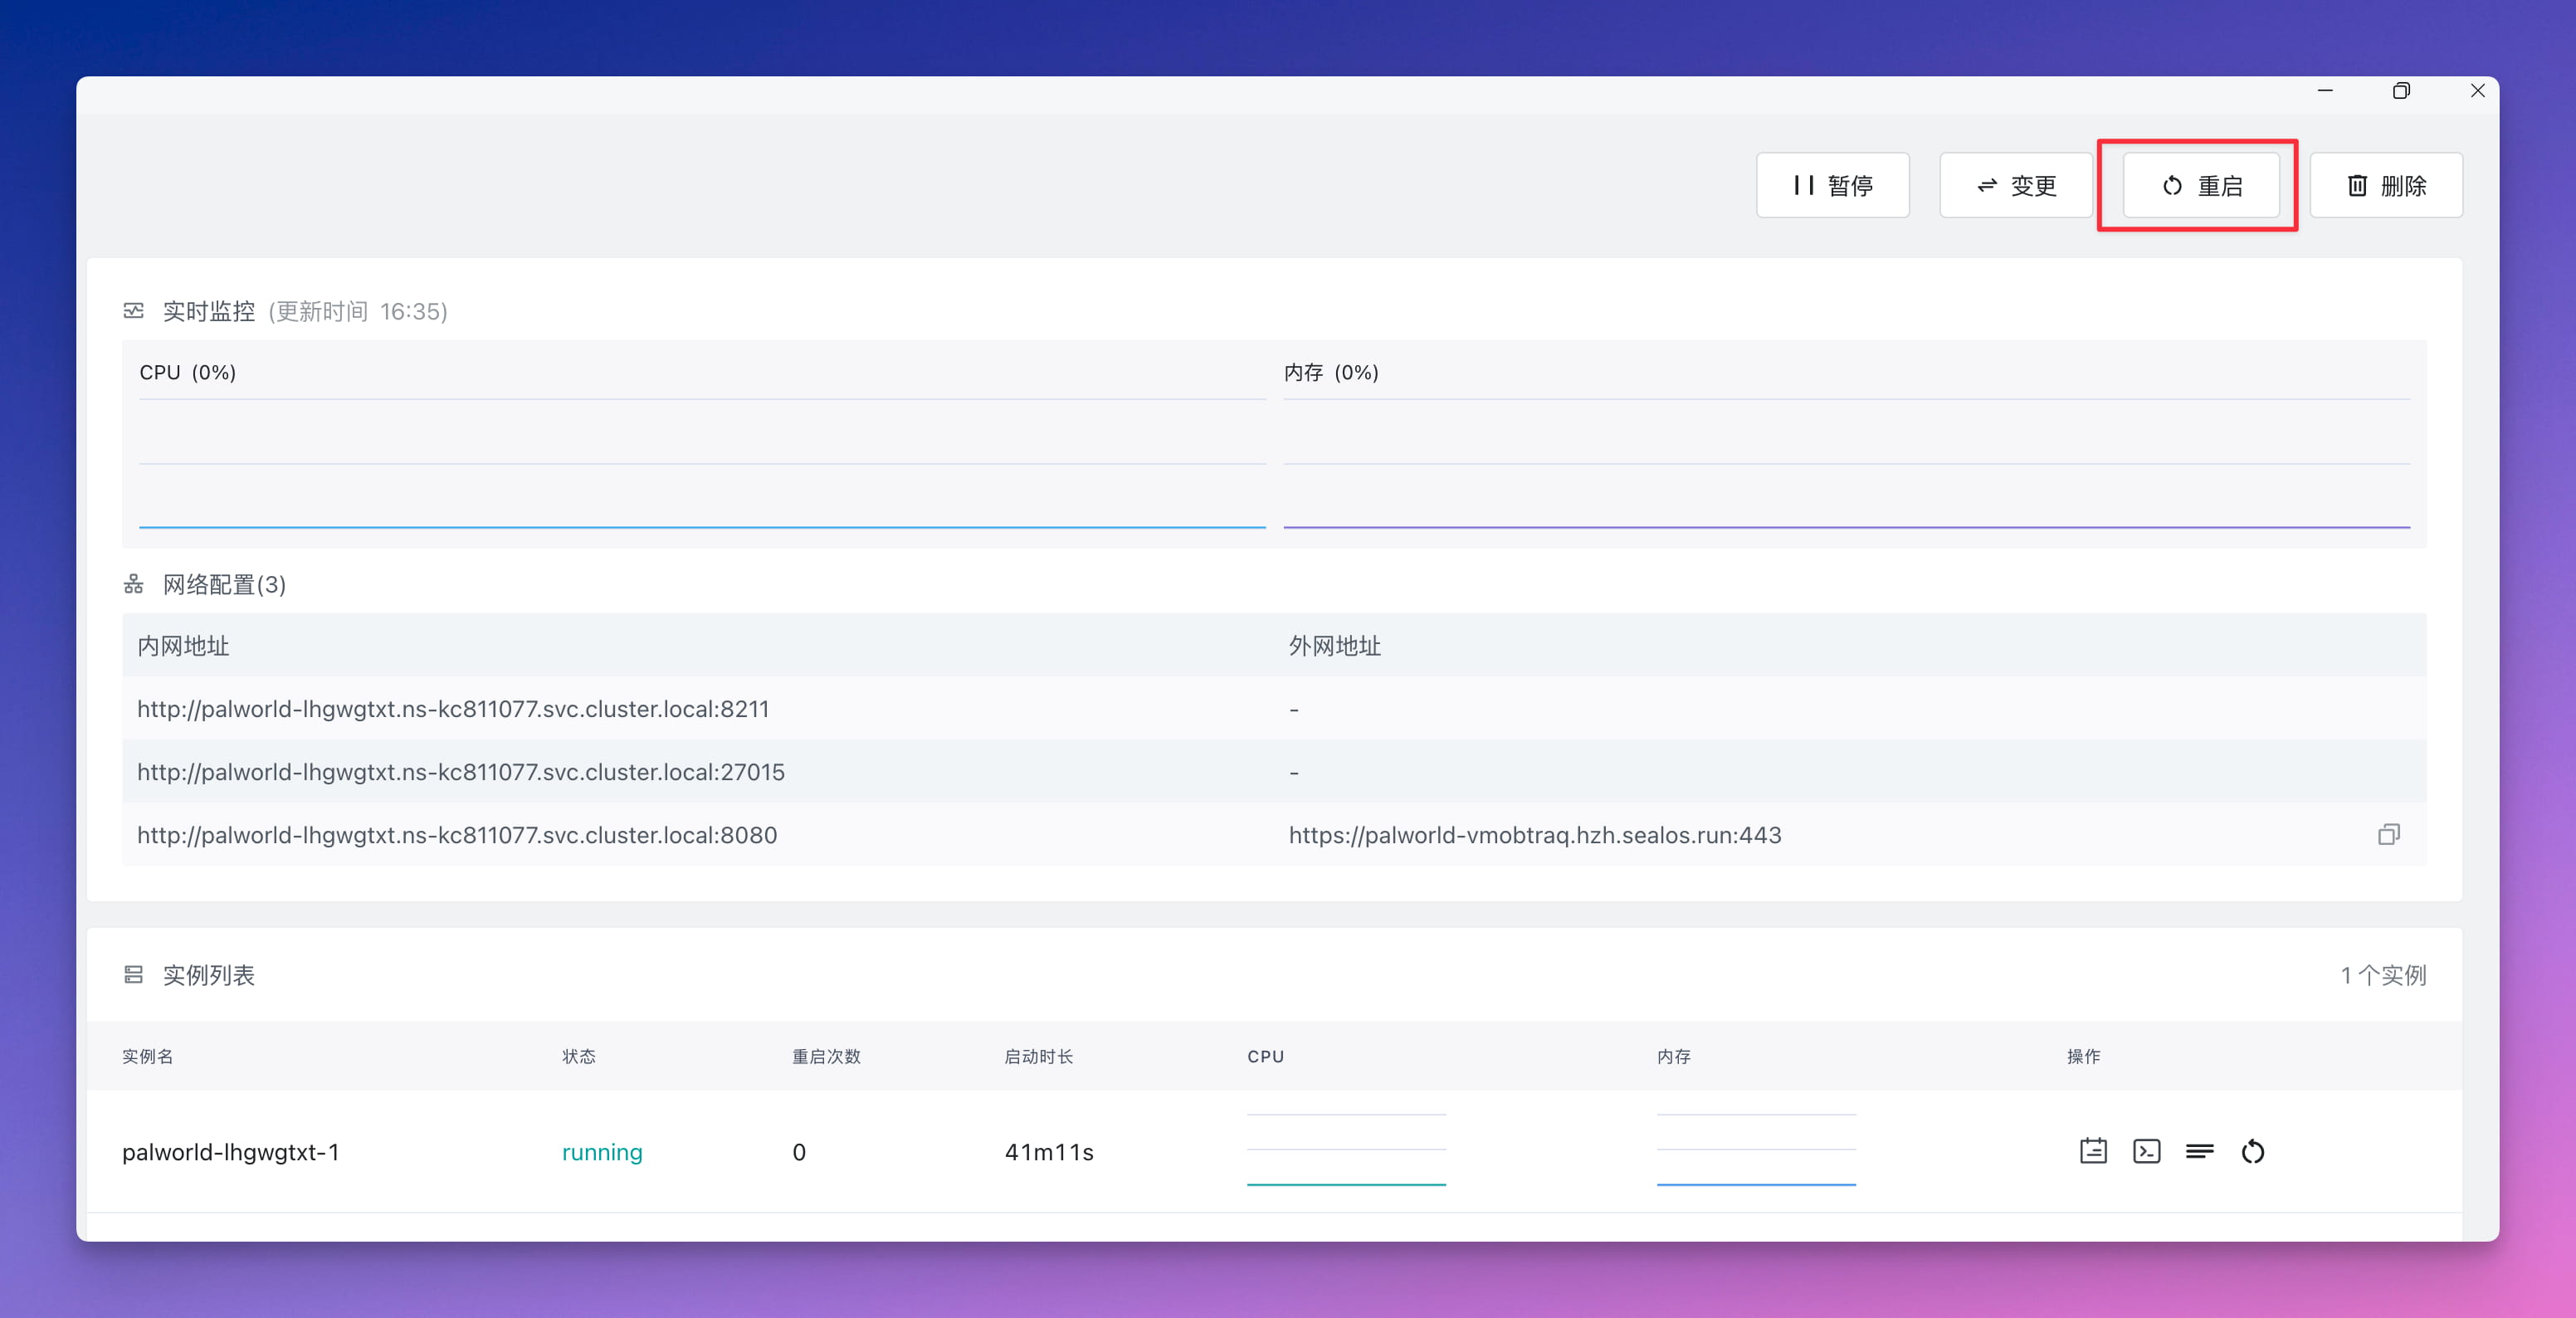 暂停 变更 重启 删除
实时监控 (更新时间 16:35)
CPU (0%) 内存 (0%)
网络配置(3)
内网地址 外网地址
http://palworld-lhgwgtxt.ns-kc811077.svc.cluster.local:8211 -
http://palworld-lhgwgtxt.ns-kc811077.svc.cluster.local:27015 -
http://palworld-lhgwgtxt.ns-kc811077.svc.cluster.local:8080 https://palworld-vmobtraq.hzh.sealos.run:443
实例列表 1 个实例
实例名 状态 重启次数 启动时长 CPU 内存 操作
palworld-lhgwgtxt-1 running 0 41m11s